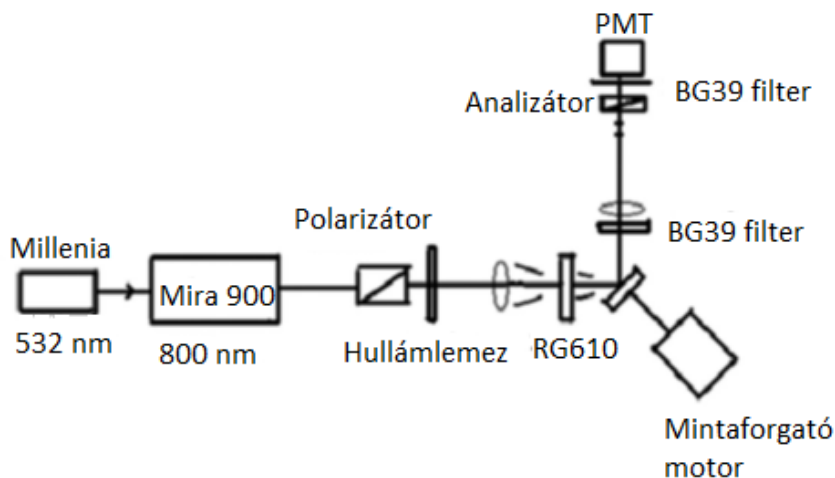 PMT
Analizátor
BG39 filter
Polarizátor
BG39 filter
Millenia
Mira 900
532 nm
800 nm
Hullámlemez
RG610
Mintaforgató
motor